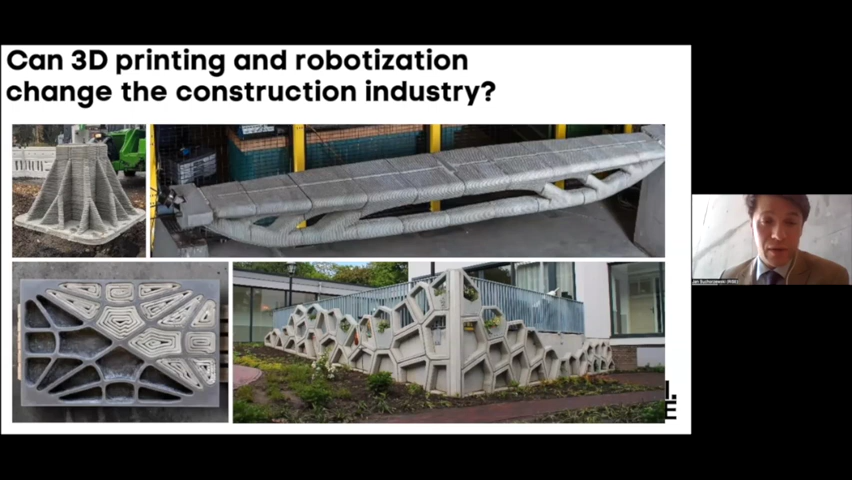 Can 3D printing and robotization
change the construction industry?